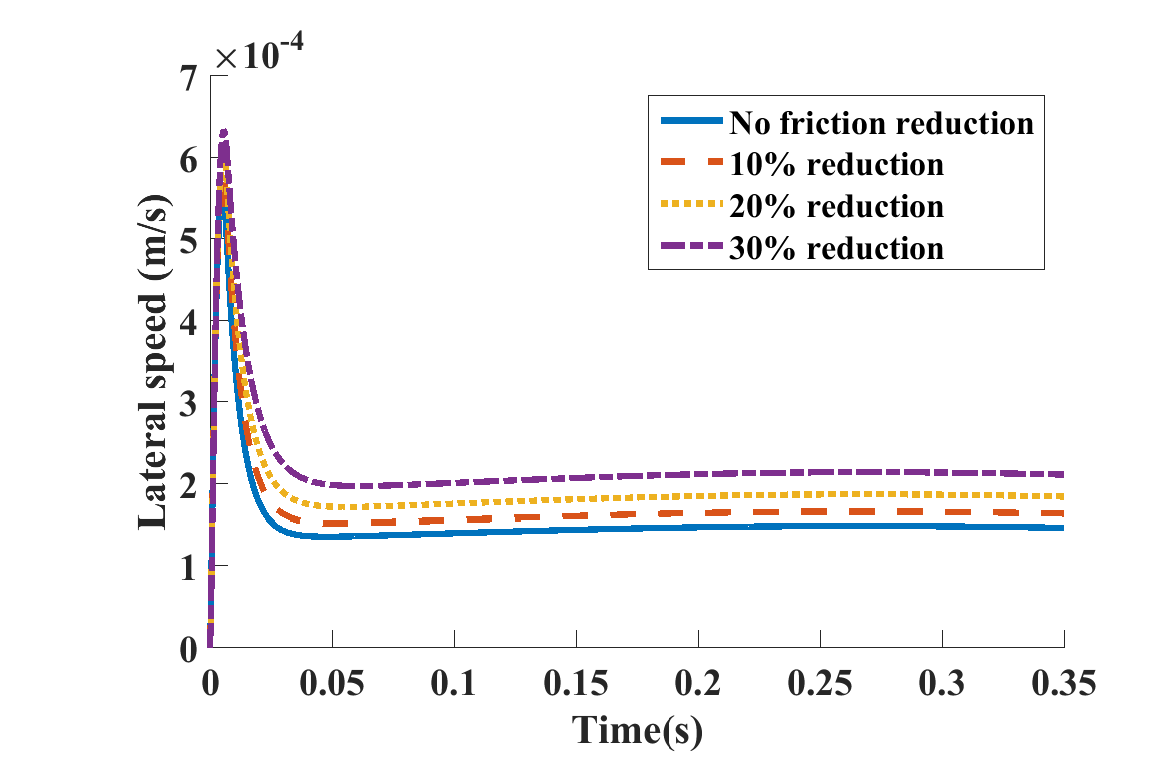 ×10-4
7
6
5
4
3
2
1
0
Lateral speed (m/s)
No friction reduction
10% reduction
20% reduction
30% reduction
0 0.05 0.1 0.15 0.2 0.25 0.3 0.35
Time(s)